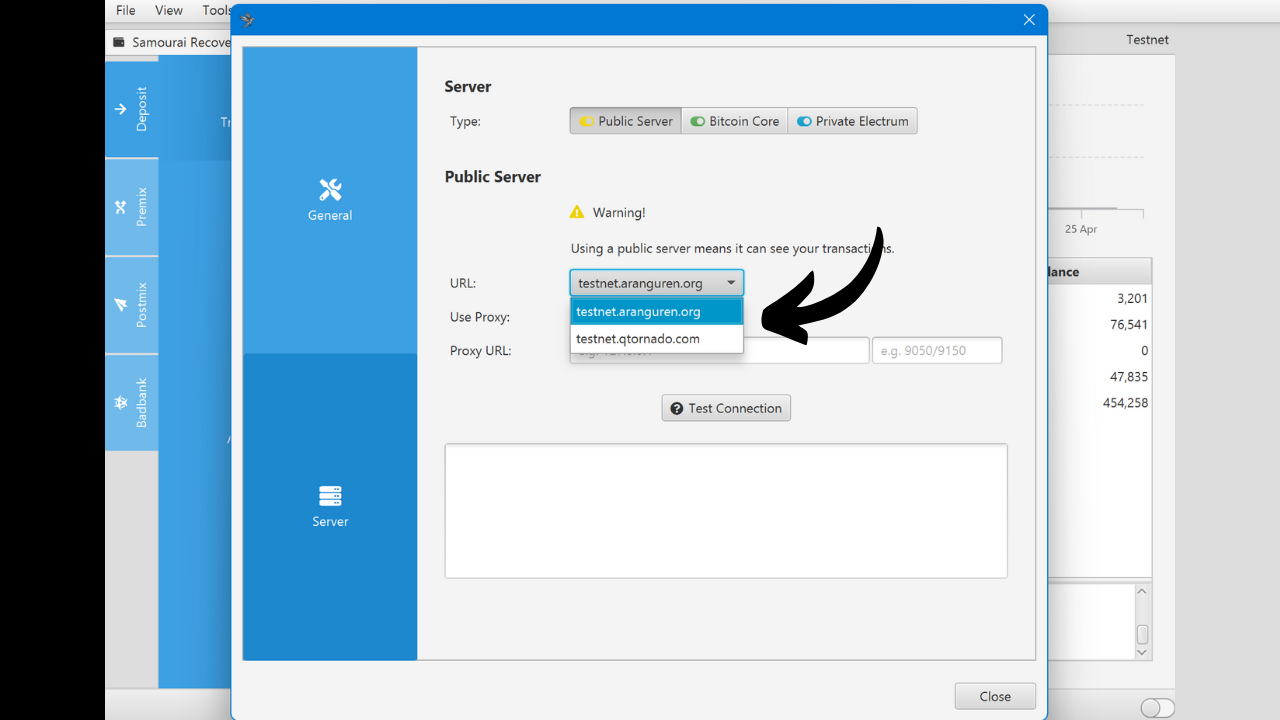 File View Tools
Samourai Recove
Testnet
Deposit
Premix
Postmix
Badbank
General
Server
Server
Type: Public Server Bitcoin Core Private Electrum
Public Server
Warning!
Using a public server means it can see your
URL: testnet.aranguren.org
testnet.aranguren.org
Use Proxy:
testnet.qtornado.com
Proxy URL: e.g. 9050/9150
Test Connection
Close
25 Apr
lance
3,201
76,541
0
47,835
454,258